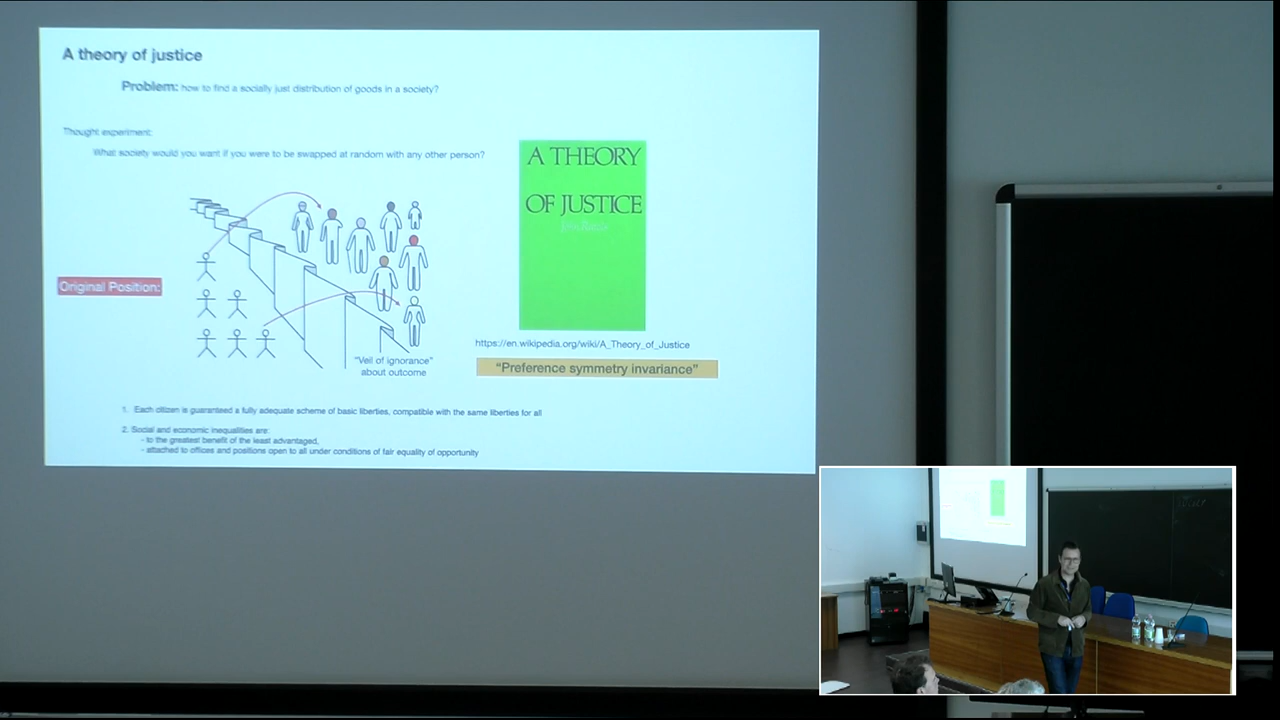 A theory of justice
Problem: how to find a socially just distribution of goods in a society?
Thought experiment:
What society would you want if you were to be swapped at random with any other person?
A THEORY
OF JUSTICE
John Rawls
Original Position:
"Veil of ignorance"
about outcome
https://en.wikipedia.org/wiki/A_Theory_of_Justice
"Preference symmetry invariance"
1. Each citizen is guaranteed a fully adequate scheme of basic liberties, compatible with the same liberties for all
2. Social and economic inequalities are:
- to the greatest benefit of the least advantaged,
- attached to offices and positions open to all under conditions of fair equality of opportunity